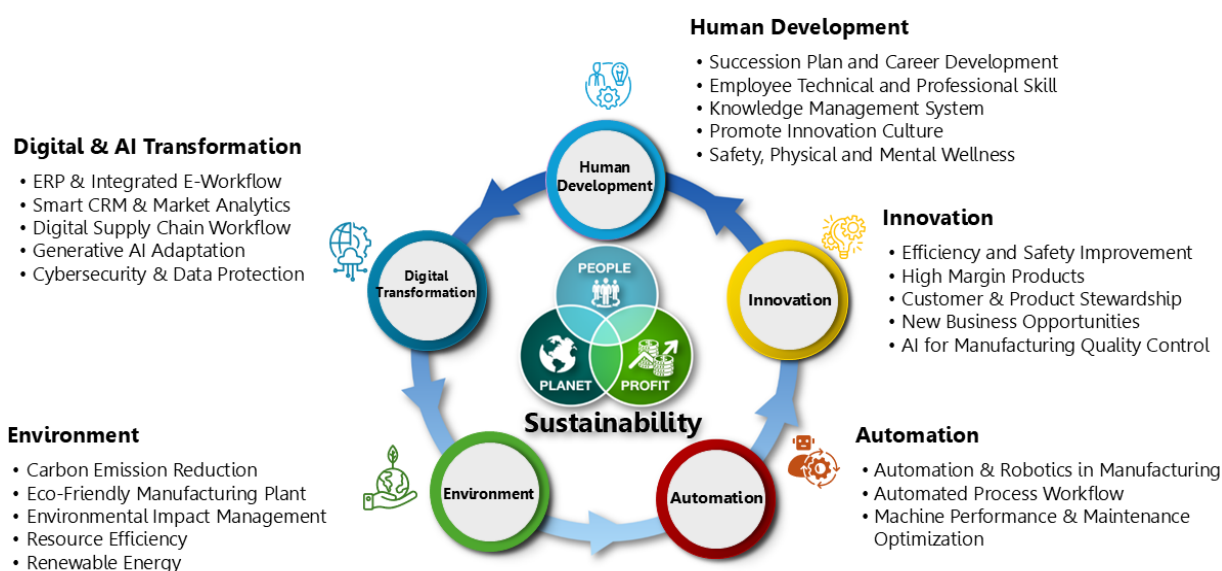 Human Development
• Succession Plan and Career Development
• Employee Technical and Professional Skill
• Knowledge Management System
• Promote Innovation Culture
• Safety, Physical and Mental Wellness
Digital & AI Transformation
• ERP & Integrated E-Workflow
• Smart CRM & Market Analytics
• Digital Supply Chain Workflow
• Generative AI Adaptation
• Cybersecurity & Data Protection
Human
Development
Innovation
• Efficiency and Safety Improvement
• High Margin Products
• Customer & Product Stewardship
• New Business Opportunities
• AI for Manufacturing Quality Control
Digital
Transformation
PEOPLE
PLANET
PROFIT
Innovation
Sustainability
Environment
• Carbon Emission Reduction
• Eco-Friendly Manufacturing Plant
• Environmental Impact Management
• Resource Efficiency
• Renewable Energy
Environment
Automation
Automation
• Automation & Robotics in Manufacturing
• Automated Process Workflow
• Machine Performance & Maintenance
Optimization